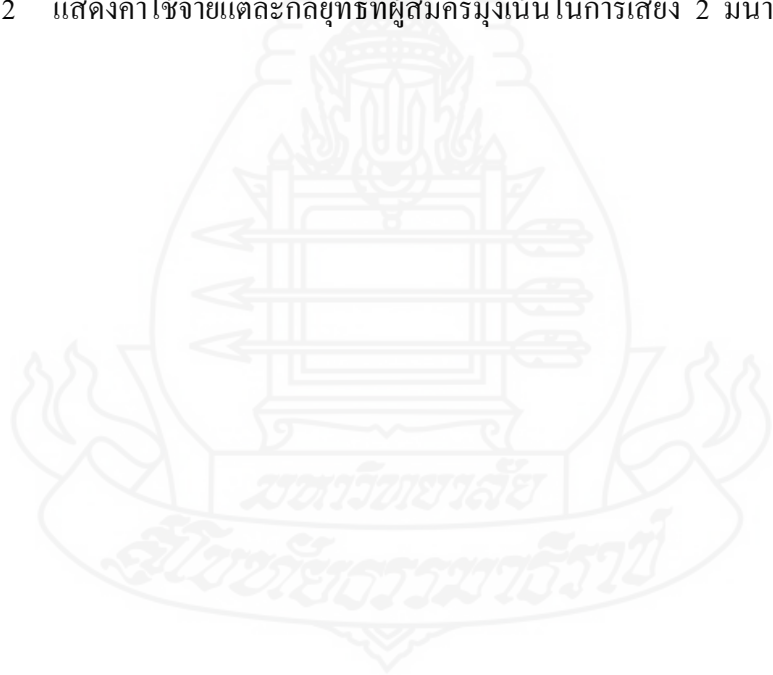 2 แสดงค่าใช้จ่ายแต่ละกลยุทธ์ที่ผู้สมัครมุ่งเน้นในการเสียง 2 มีนา
มหาวิทยาลัย
สุโขทัยธรรมาธิราช